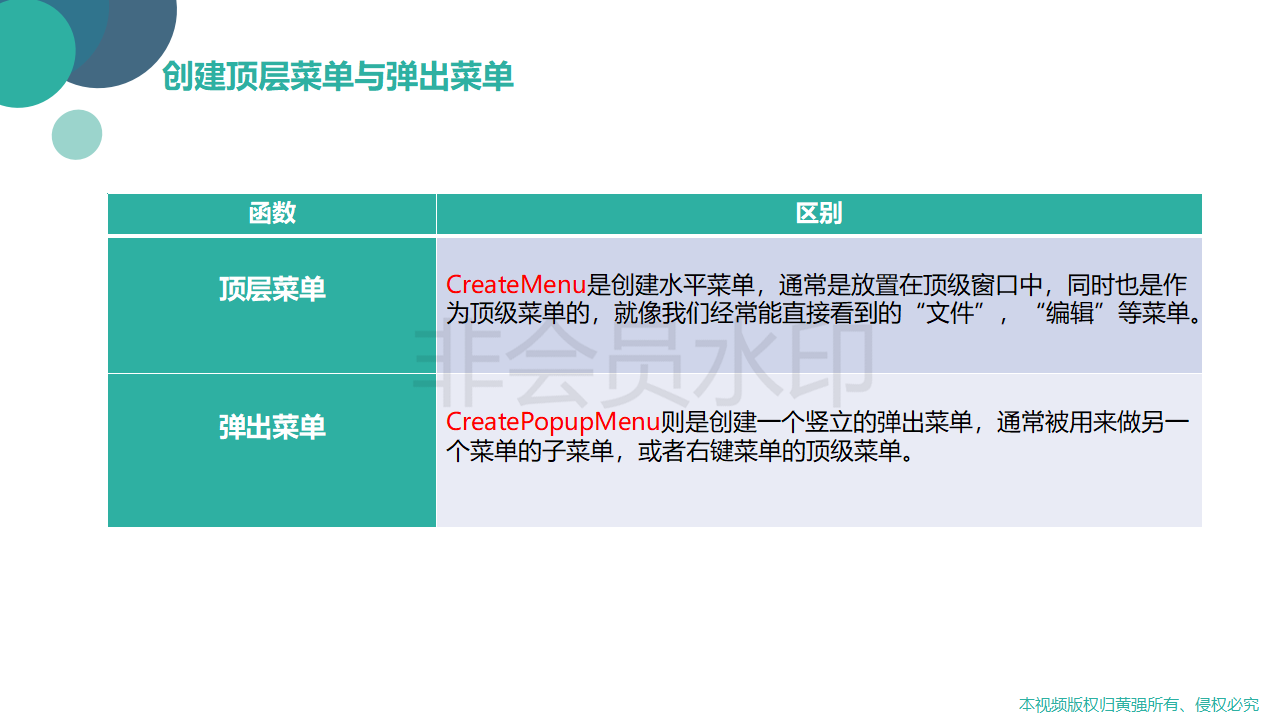 创建顶层菜单与弹出菜单
函数
区别
顶层菜单
CreateMenu是创建水平菜单，通常是放置在顶级窗口中，同时也是作
为顶级菜单的，就像我们经常能直接看到的“文件”，“编辑”等菜单。
非会员水印
弹出菜单
CreatePopupMenu则是创建一个竖立的弹出菜单，通常被用来做另一
个菜单的子菜单，或者右键菜单的顶级菜单。
本视频版权归黄强所有、侵权必究